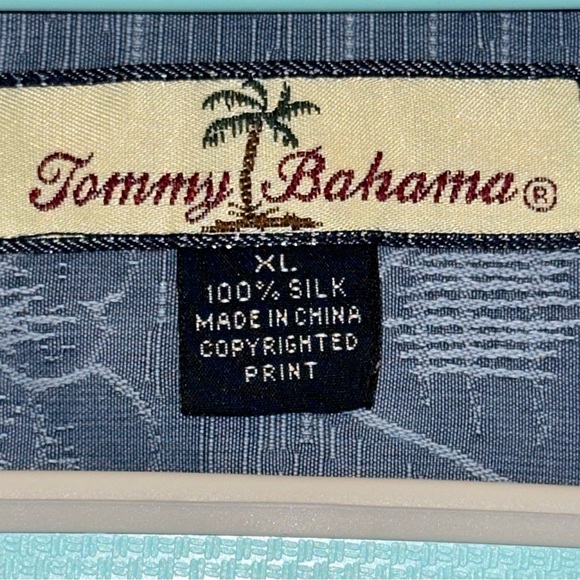 Tommy Bahama®
XL
100% SILK
MADE IN CHINA
COPYRIGHTED
PRINT